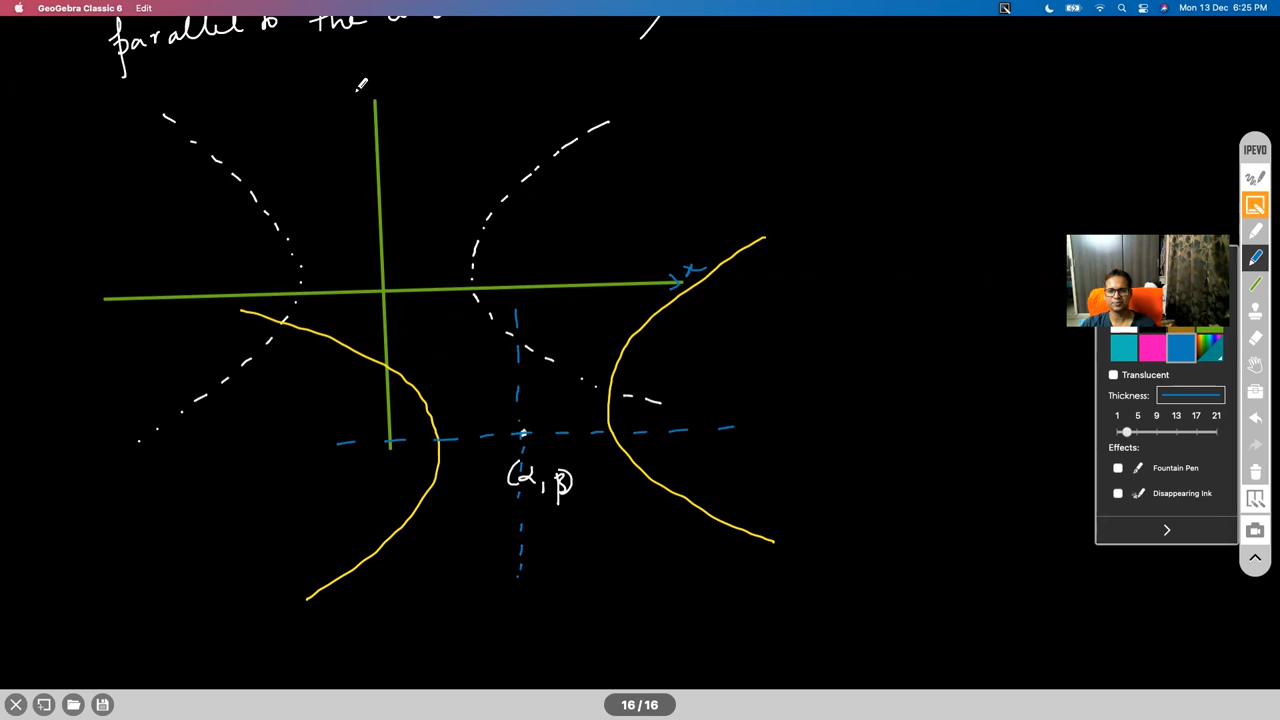 GeoGebra Classic 6 Edit Mon 13 Dec 6:25 PM
parallel to the
x
(α, β)
IPEVO
Translucent
Thickness:
1 5 9 13 17 21
Effects:
Fountain Pen
Disappearing Ink
16 / 16